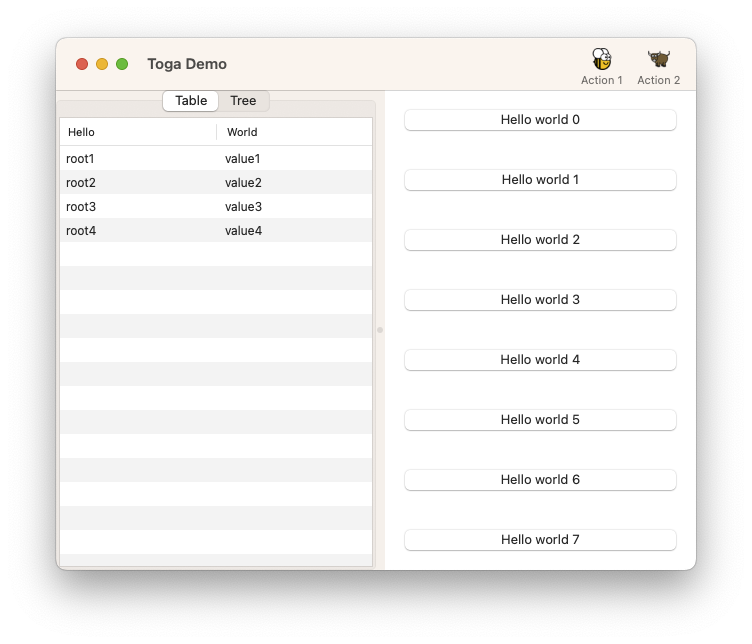 Toga Demo
Action 1
Action 2
Table
Tree
Hello World
root1 value1
root2 value2
root3 value3
root4 value4
Hello world 0
Hello world 1
Hello world 2
Hello world 3
Hello world 4
Hello world 5
Hello world 6
Hello world 7